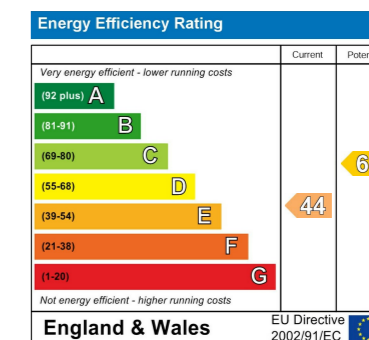 Energy Efficiency Rating
Current
Very energy efficient - lower running costs
(92 plus) A
(81-91) B
(69-80) C
(55-68) D
(39-54) E
44
(21-38) F
(1-20) G
Not energy efficient - higher running costs
England & Wales
EU Directive
2002/91/EC